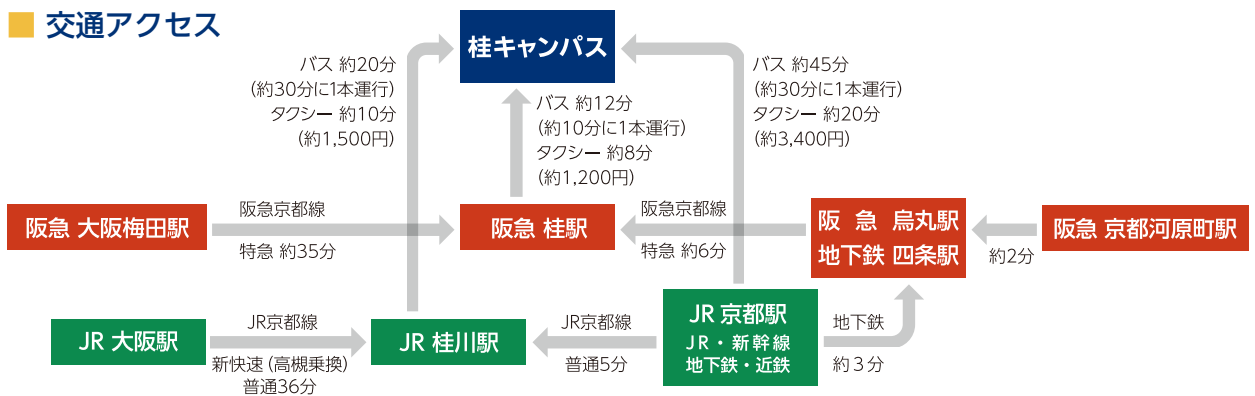 交通アクセス
桂キャンパス
バス 約20分
(約30分に1本運行)
タクシー 約10分
(約1,500円)
バス 約12分
(約10分に1本運行)
タクシー 約8分
(約1,200円)
バス 約45分
(約30分に1本運行)
タクシー 約20分
(約3,400円)
阪急 大阪梅田駅
阪急京都線
特急 約35分
阪急 桂駅
阪急京都線
特急 約6分
阪急 烏丸駅
地下鉄 四条駅
約2分
阪急 京都河原町駅
JR 大阪駅
JR京都線
新快速(高槻乗換)
普通36分
JR 桂川駅
JR京都線
普通5分
JR 京都駅
JR・新幹線
地下鉄・近鉄
地下鉄
約3分